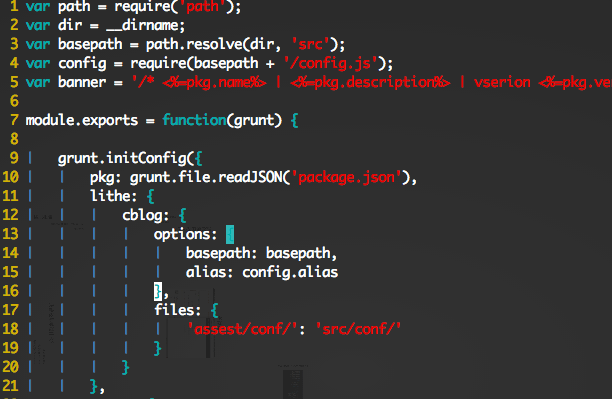 1 var path = require('path');
2 var dir = __dirname;
3 var basepath = path.resolve(dir, 'src');
4 var config = require(basepath + '/config.js');
5 var banner = '/* <%=pkg.name%> | <%=pkg.description%> | vserion <%=pkg.ve
6
7 module.exports = function(grunt) {
8
9 | grunt.initConfig({
10 | | pkg: grunt.file.readJSON('package.json'),
11 | | lithe: {
12 | | | cblog: {
13 | | | | options: {
14 | | | | | basepath: basepath,
15 | | | | | alias: config.alias
16 | | | | },
17 | | | | files: {
18 | | | | | 'assest/conf/': 'src/conf/'
19 | | | | }
20 | | | }
21 | | },